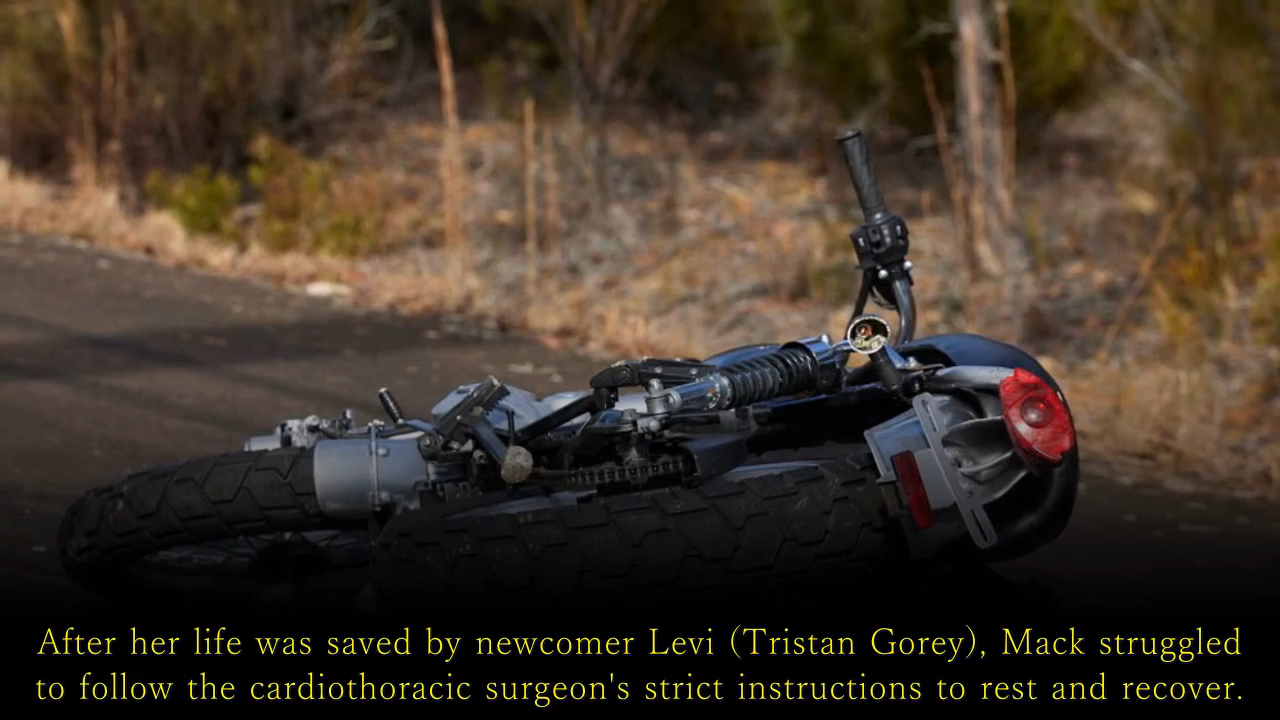 After her life was saved by newcomer Levi (Tristan Gorey), Mack struggled
to follow the cardiothoracic surgeon's strict instructions to rest and recover.